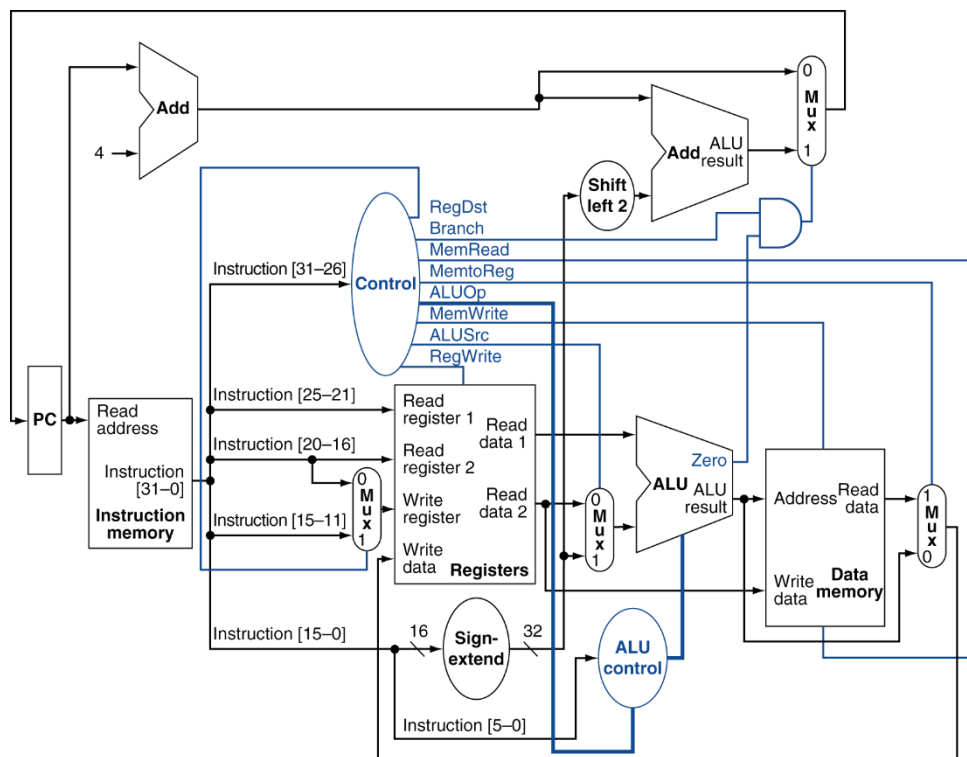 Add
4
0
Mux
1
Add
ALU
result
Shift
left 2
RegDst
Branch
MemRead
MemtoReg
ALUOp
MemWrite
ALUSrc
RegWrite
Control
Instruction [31–26]
Instruction [25–21]
Instruction [20–16]
Instruction [15–11]
Instruction [15–0]
Instruction [5–0]
PC
Read
address
Instruction
[31–0]
Instruction
memory
0
Mux
1
Read
register 1
Read
register 2
Write
register
Write
data
Read
data 1
Read
data 2
Registers
0
Mux
1
Zero
ALU
ALU
result
Address
Read
data
Write
data
Data
memory
1
Mux
0
16
Sign-
extend
32
ALU
control